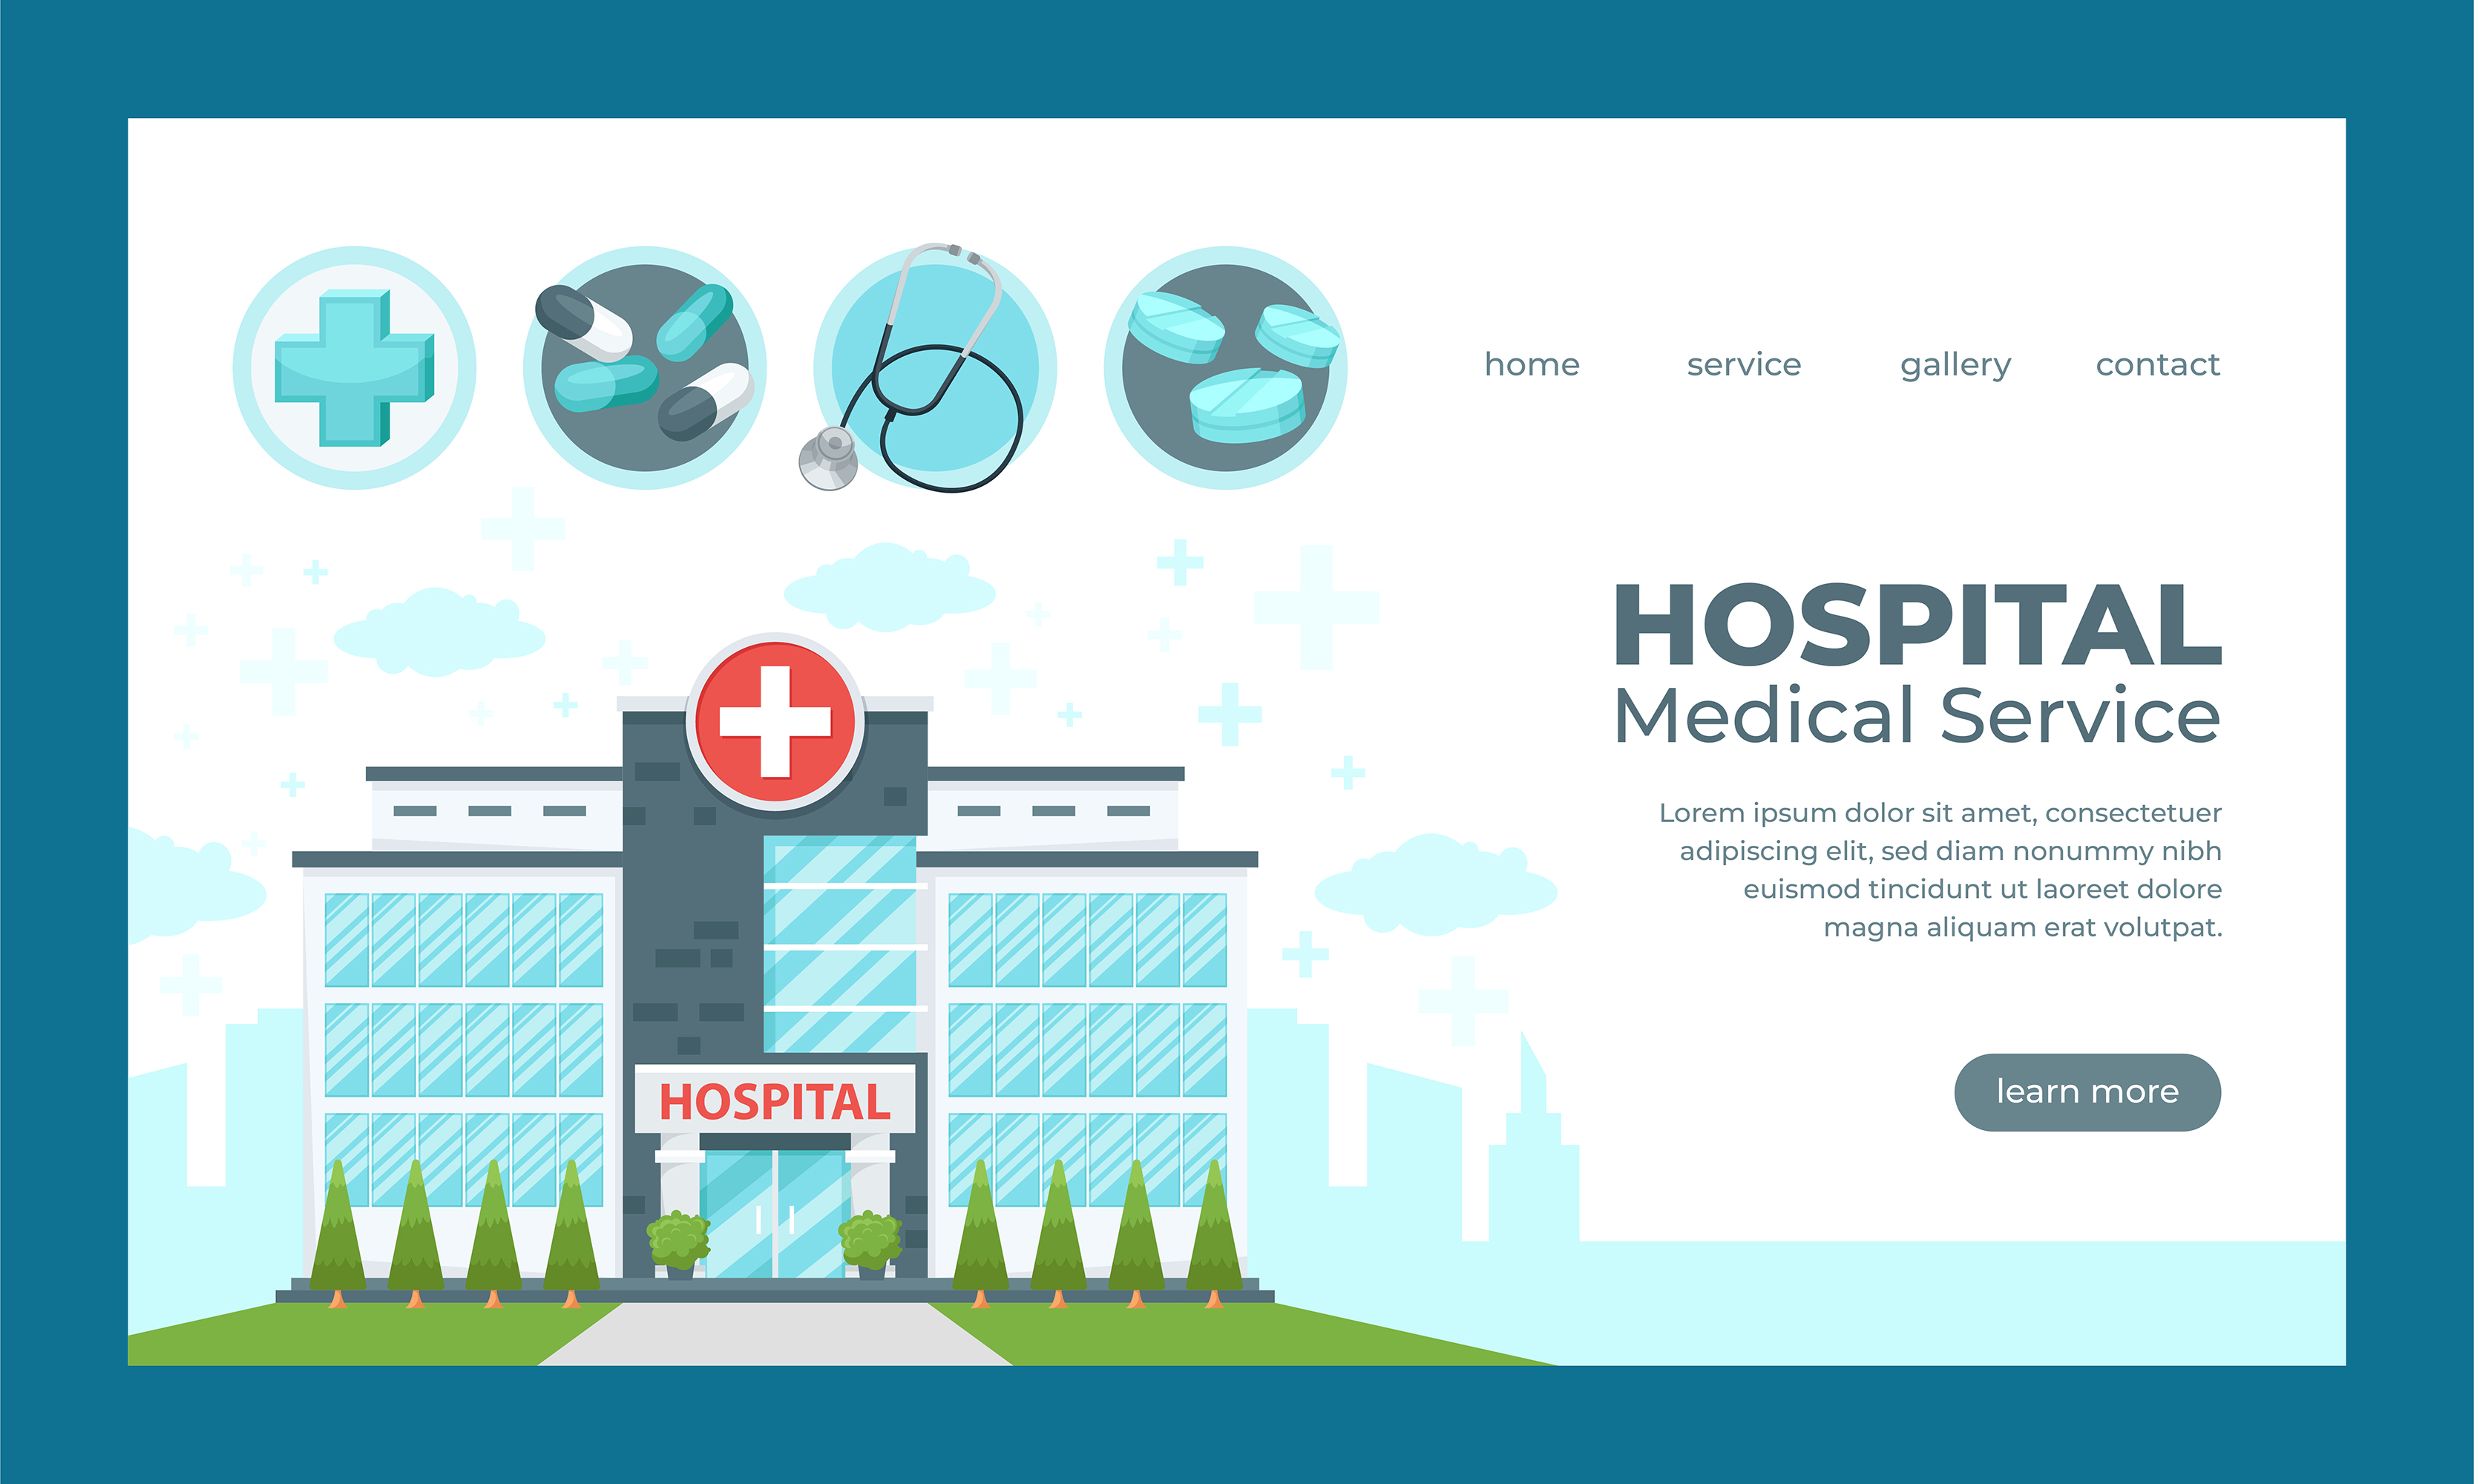 home service gallery contact
HOSPITAL
Medical Service
Lorem ipsum dolor sit amet, consectetuer
adipiscing elit, sed diam nonummy nibh
euismod tincidunt ut laoreet dolore
magna aliquam erat volutpat.
learn more
HOSPITAL